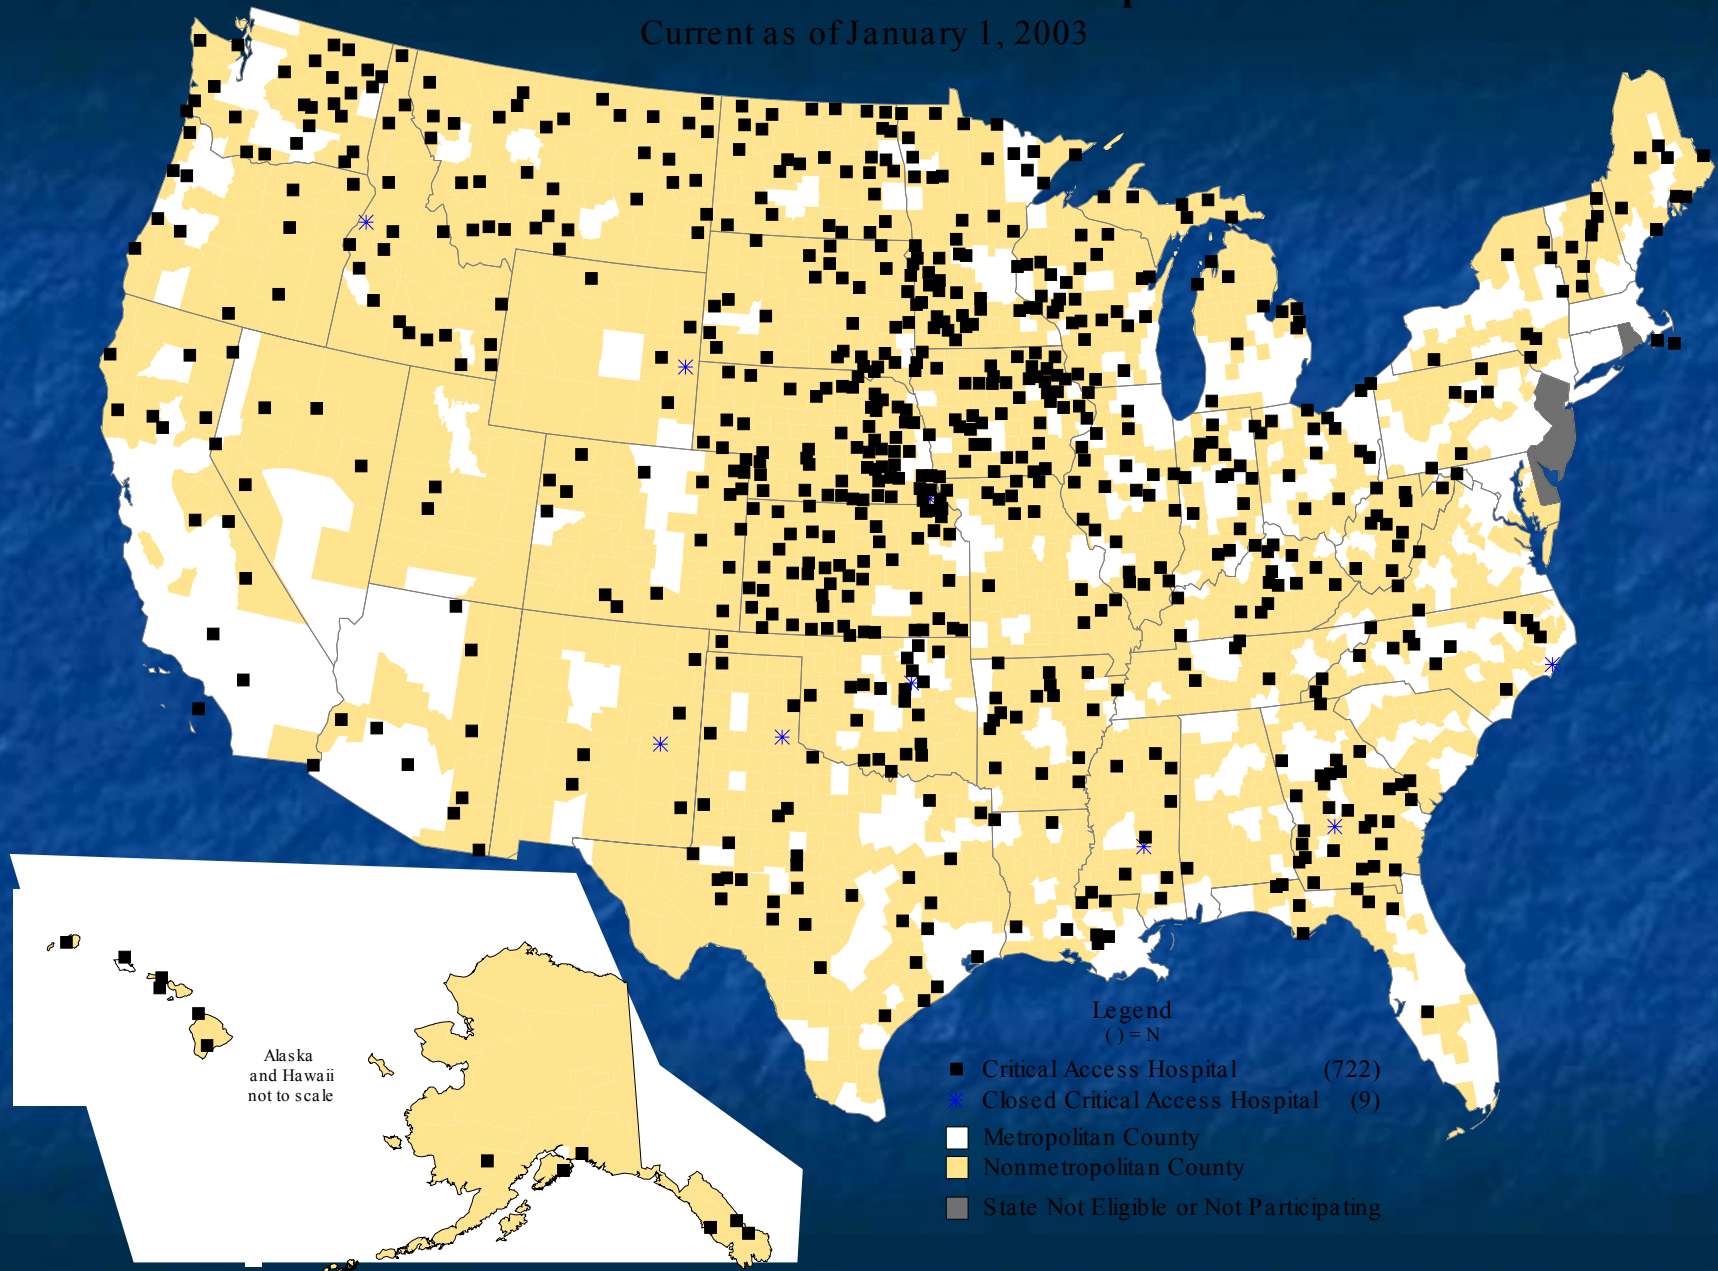 Current as of January 1, 2003
Alaska
and Hawaii
not to scale
Legend
( ) = N
Critical Access Hospital (722)
Closed Critical Access Hospital (9)
Metropolitan County
Nonmetropolitan County
State Not Eligible or Not Participating